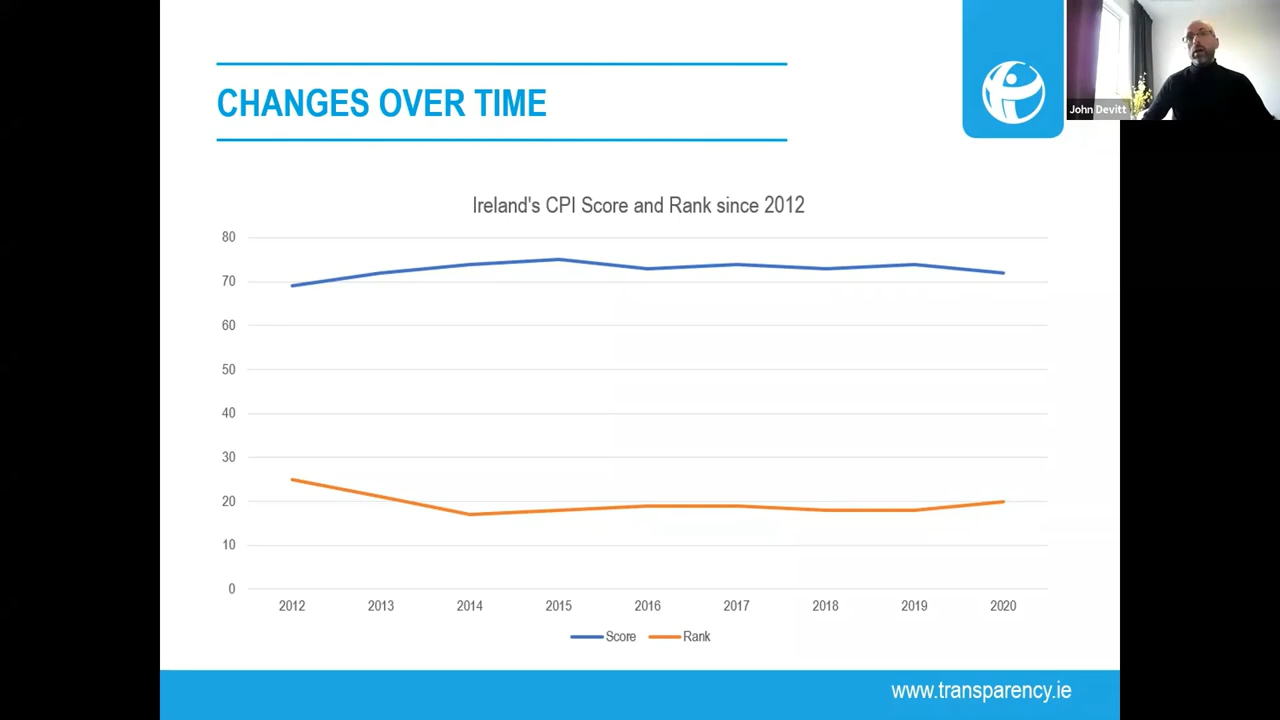 CHANGES OVER TIME
John Devitt
Ireland's CPI Score and Rank since 2012
80
70
60
50
40
30
20
10
0
2012 2013 2014 2015 2016 2017 2018 2019 2020
Score Rank
www.transparency.ie